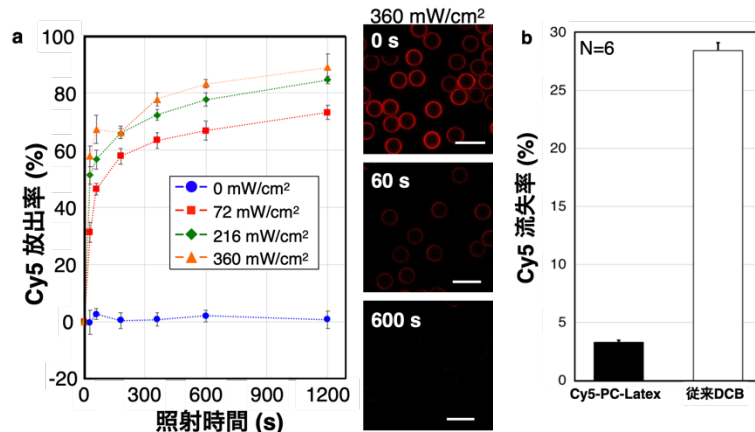 a
Cy5 放出率 (%)
100
80
60
40
20
0
-20
0 mW/cm²
72 mW/cm²
216 mW/cm²
360 mW/cm²
0
300
600
900
1200
照射時間 (s)
360 mW/cm²
0 s
60 s
600 s
b
Cy5 流失率 (%)
30
25
20
15
10
5
0
N=6
Cy5-PC-Latex
従来DCB